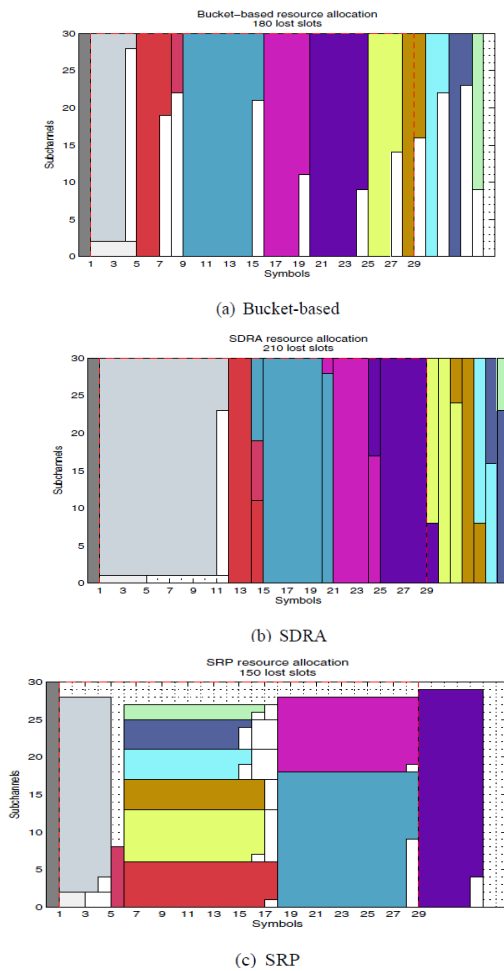 Bucket-based resource allocation
180 lost slots
30
25
20
15
10
5
0
Subchannels
1 3 5 7 9 11 13 15 17 19 21 23 25 27 29
Symbols
(a) Bucket-based
SDRA resource allocation
210 lost slots
30
25
20
15
10
5
0
Subchannels
1 3 5 7 9 11 13 15 17 19 21 23 25 27 29
Symbols
(b) SDRA
SRP resource allocation
150 lost slots
30
25
20
15
10
5
0
Subchannels
1 3 5 7 9 11 13 15 17 19 21 23 25 27 29
Symbols
(c) SRP